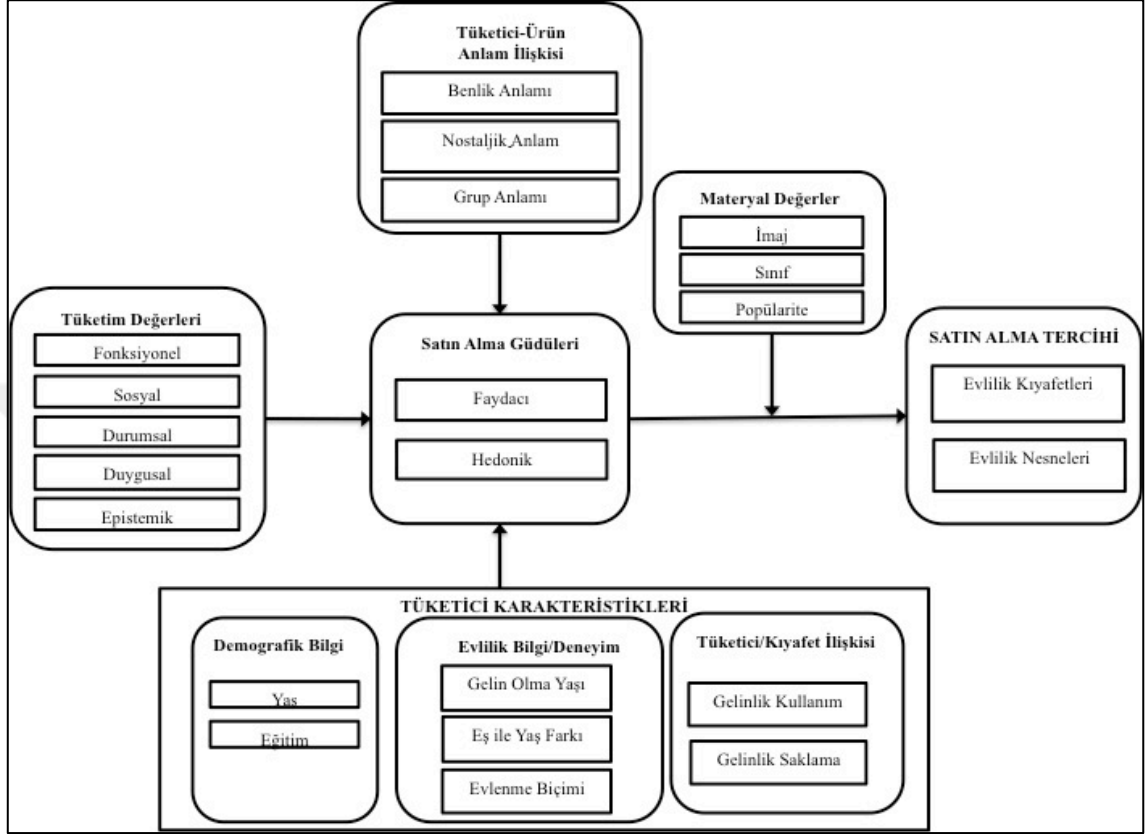 Tüketici-Ürün
Anlam İlişkisi
Benlik Anlamı
Nostaljik Anlam
Grup Anlamı
Materyal Değerler
İmaj
Sınıf
Popülarite
Tüketim Değerleri
Fonksiyonel
Sosyal
Durumsal
Duygusal
Epistemik
Satın Alma Güdüleri
Faydacı
Hedonik
SATIN ALMA TERCİHİ
Evlilik Kıyafetleri
Evlilik Nesneleri
TÜKETİCİ KARAKTERİSTİKLERİ
Demografik Bilgi
Yaş
Eğitim
Evlilik Bilgi/Deneyim
Gelin Olma Yaşı
Eş ile Yaş Farkı
Evlenme Biçimi
Tüketici/Kıyafet İlişkisi
Gelinlik Kullanım
Gelinlik Saklama